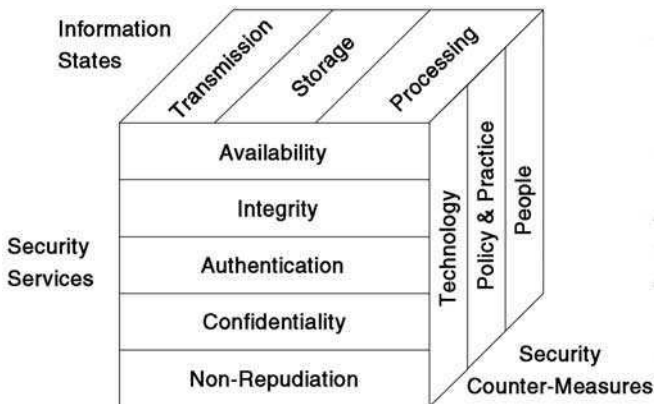 Information
States
Transmission
Storage
Processing
Availability
Integrity
Authentication
Confidentiality
Non-Repudiation
Security
Services
Technology
Policy & Practice
People
Security
Counter-Measures